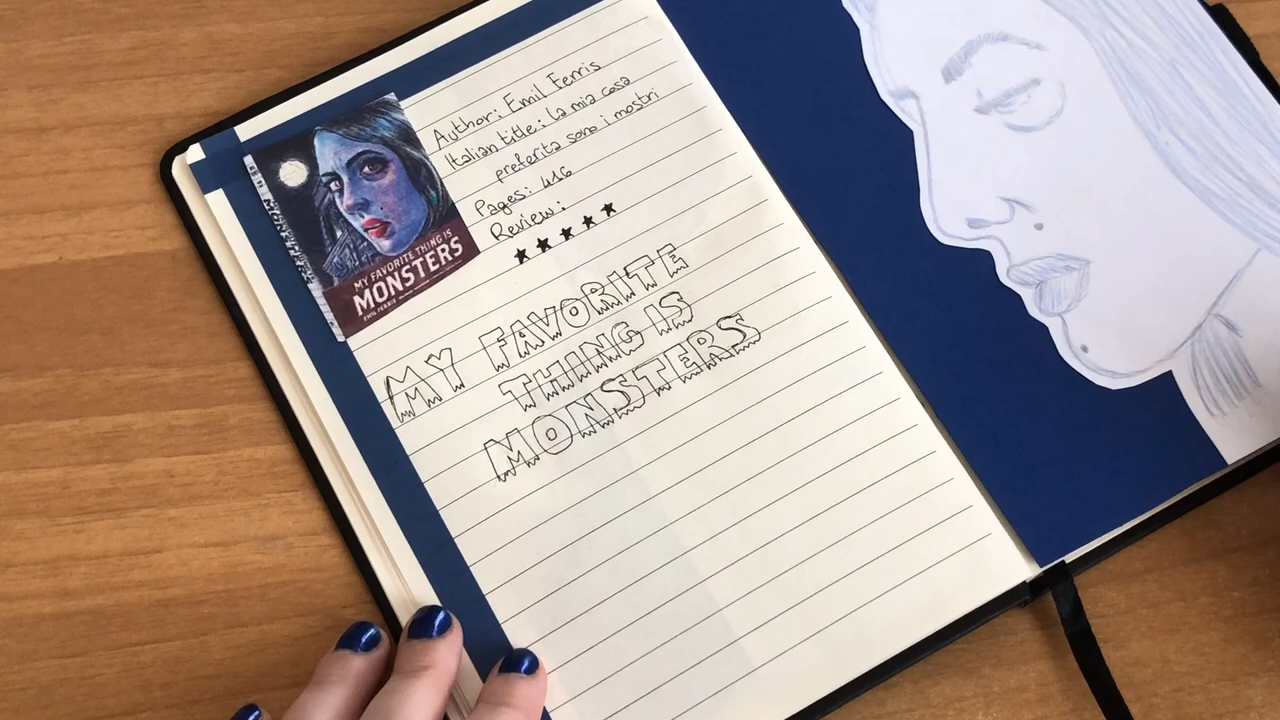 Author: Emil Ferris
Italian title: La mia cosa
preferita sono i mostri
Pages: 416
Review:
MY FAVORITE THING IS
MONSTERS
EMIL FERRIS
MY FAVORITE
THING IS
MONSTERS